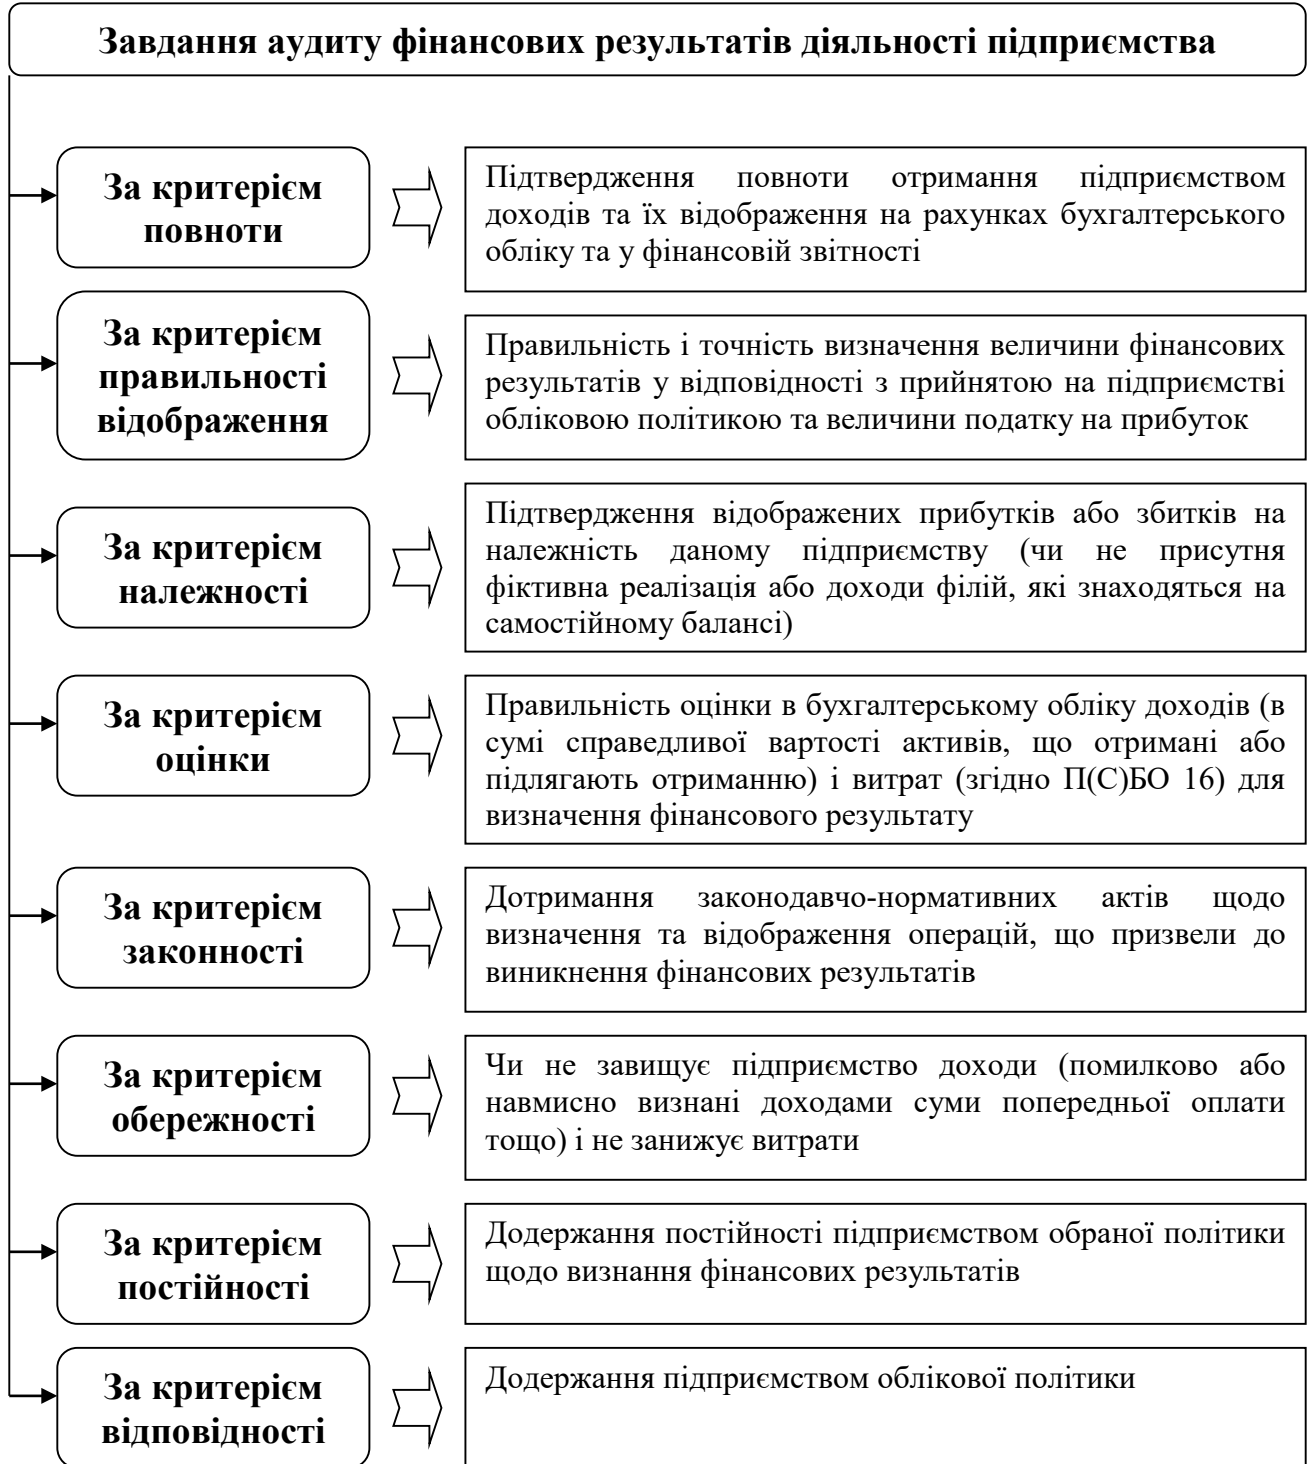 Завдання аудиту фінансових результатів діяльності підприємства
За критерієм
повноти
Підтвердження повноти отримання підприємством
доходів та їх відображення на рахунках бухгалтерського
обліку та у фінансовій звітності
За критерієм
правильності
відображення
Правильність і точність визначення величини фінансових
результатів у відповідності з прийнятою на підприємстві
обліковою політикою та величини податку на прибуток
За критерієм
належності
Підтвердження відображених прибутків або збитків на
належність даному підприємству (чи не присутня
фіктивна реалізація або доходи філій, які знаходяться на
самостійному балансі)
За критерієм
оцінки
Правильність оцінки в бухгалтерському обліку доходів (в
сумі справедливої вартості активів, що отримані або
підлягають отриманню) і витрат (згідно П(С)БО 16) для
визначення фінансового результату
За критерієм
законності
Дотримання законодавчо-нормативних актів щодо
визначення та відображення операцій, що призвели до
виникнення фінансових результатів
За критерієм
обережності
Чи не завищує підприємство доходи (помилково або
навмисно визнані доходами суми попередньої оплати
тощо) і не занижує витрати
За критерієм
постійності
Додержання постійності підприємством обраної політики
щодо визнання фінансових результатів
За критерієм
відповідності
Додержання підприємством облікової політики